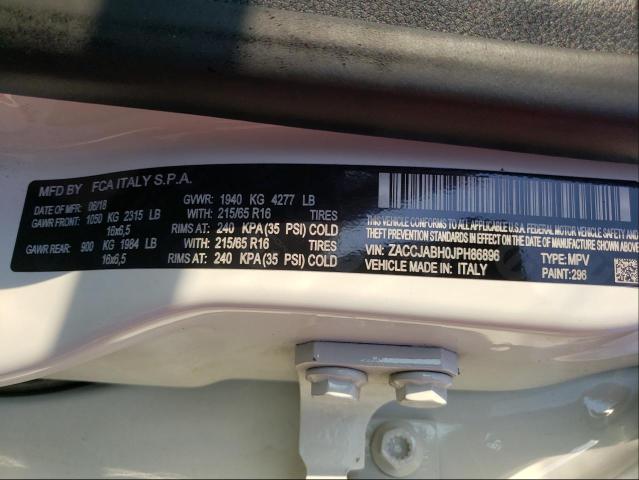 MFD BY FCA ITALY S.P.A.
DATE OF MFR: 06/18 GVWR: 1940 KG 4277 LB
GAWR FRONT: 1050 KG 2315 LB WITH: 215/65 R16 TIRES
16x6,5 RIMS AT: 240 KPA (35 PSI) COLD
GAWR REAR: 900 KG 1984 LB WITH: 215/65 R16 TIRES
16x6,5 RIMS AT: 240 KPA (35 PSI) COLD
THIS VEHICLE CONFORMS TO ALL APPLICABLE U.S.A. FEDERAL MOTOR VEHICLE
THEFT PREVENTION STANDARDS IN EFFECT ON THE DATE OF MANUFACTURE SHOWN ABOVE
VIN: ZACCJABH0JPH86896 TYPE: MPV
VEHICLE MADE IN: ITALY PAINT: 296